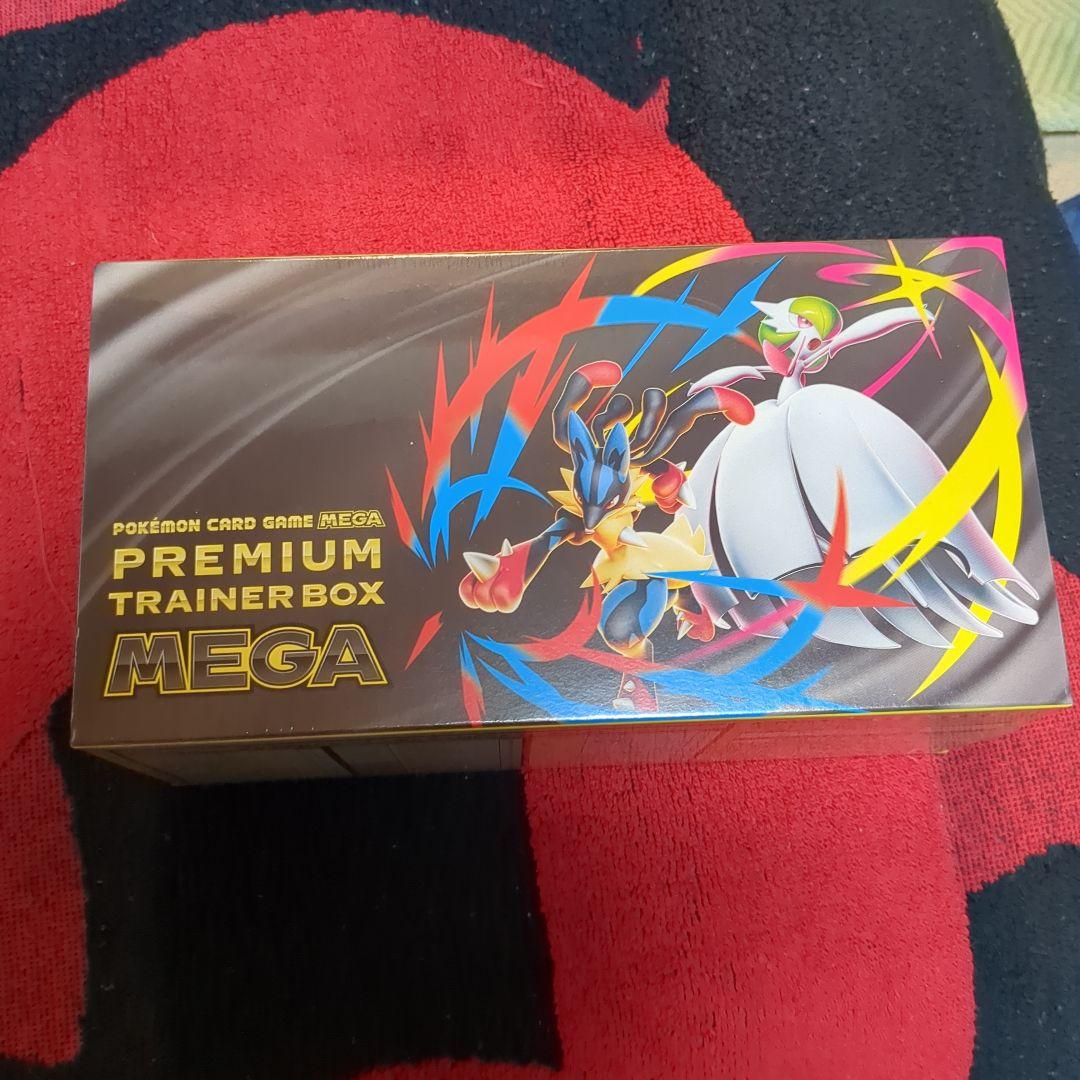 POKÉMON CARD GAME MEGA
PREMIUM
TRAINER BOX
MEGA